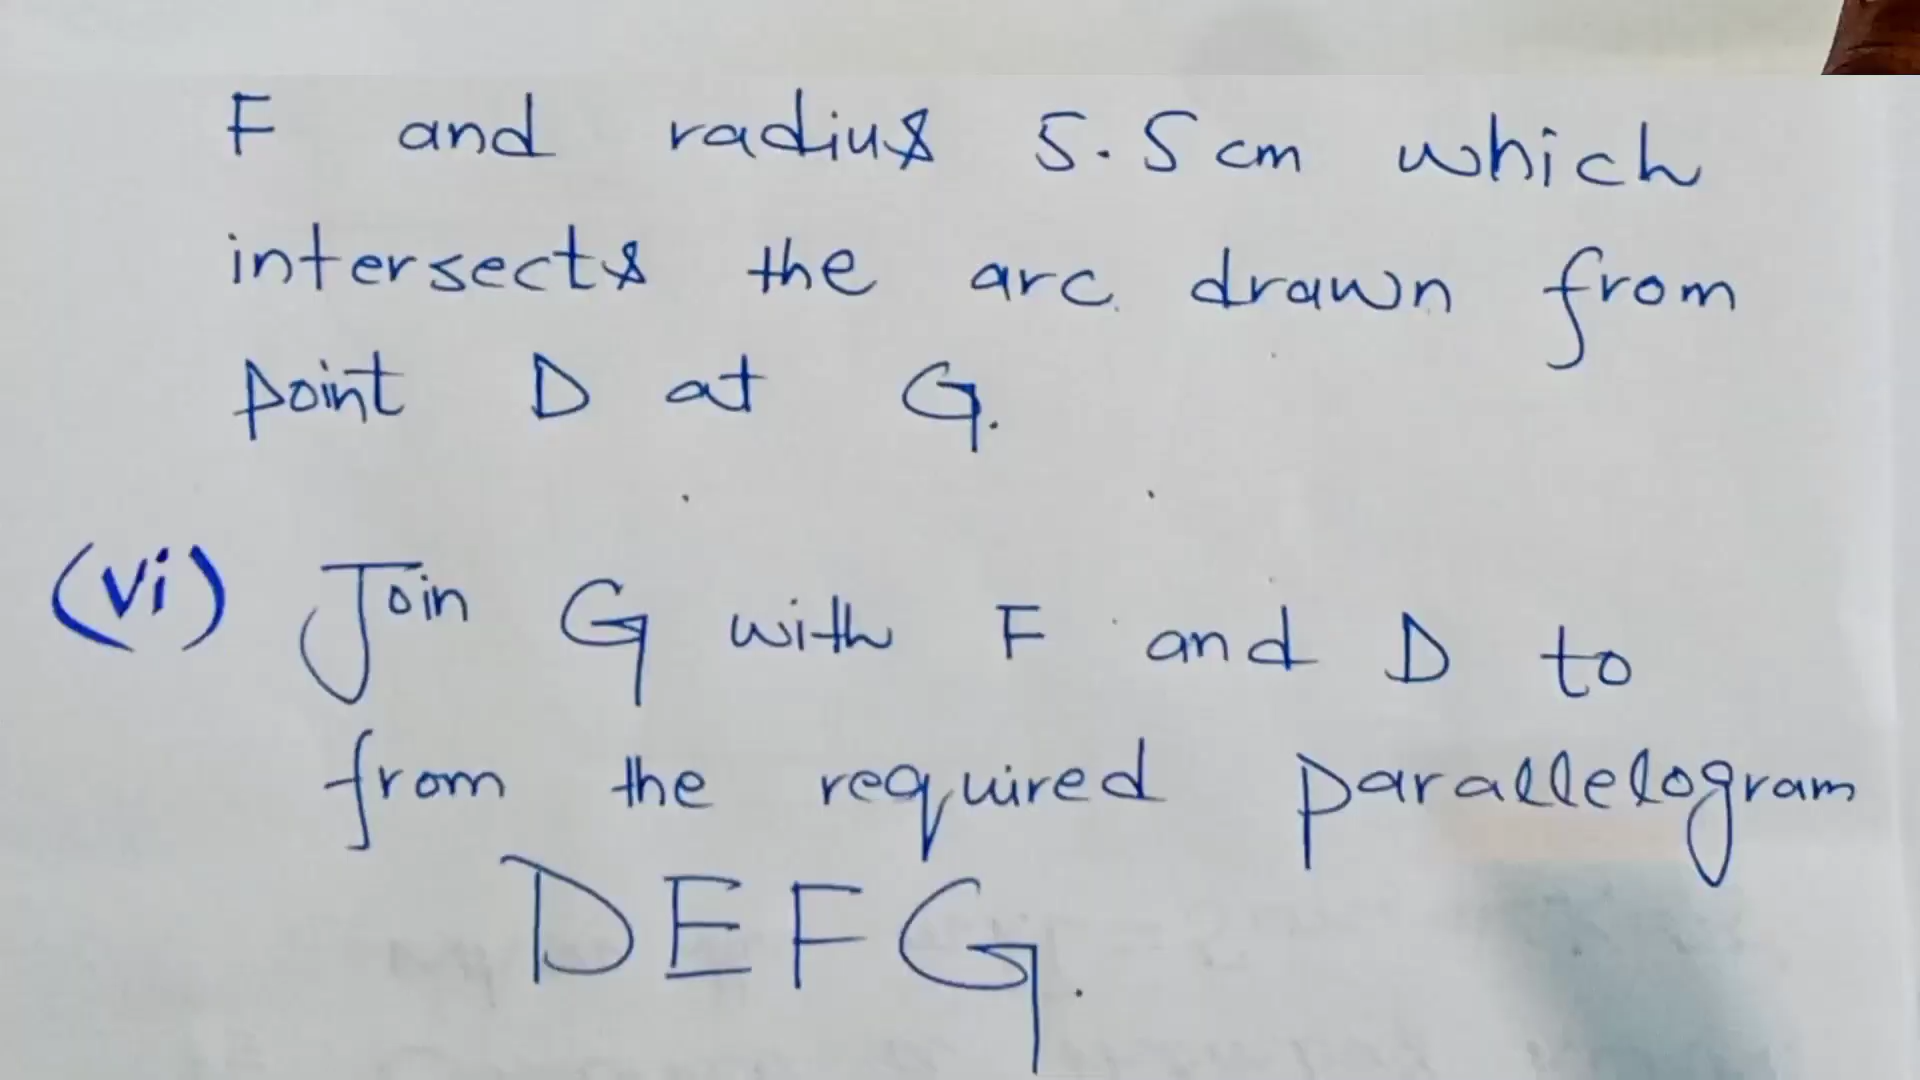 F and radius 5.5 cm which
intersects the arc drawn from
point D at G.
(vi) Join G with F and D to
from the required parallelogram
DEFG.